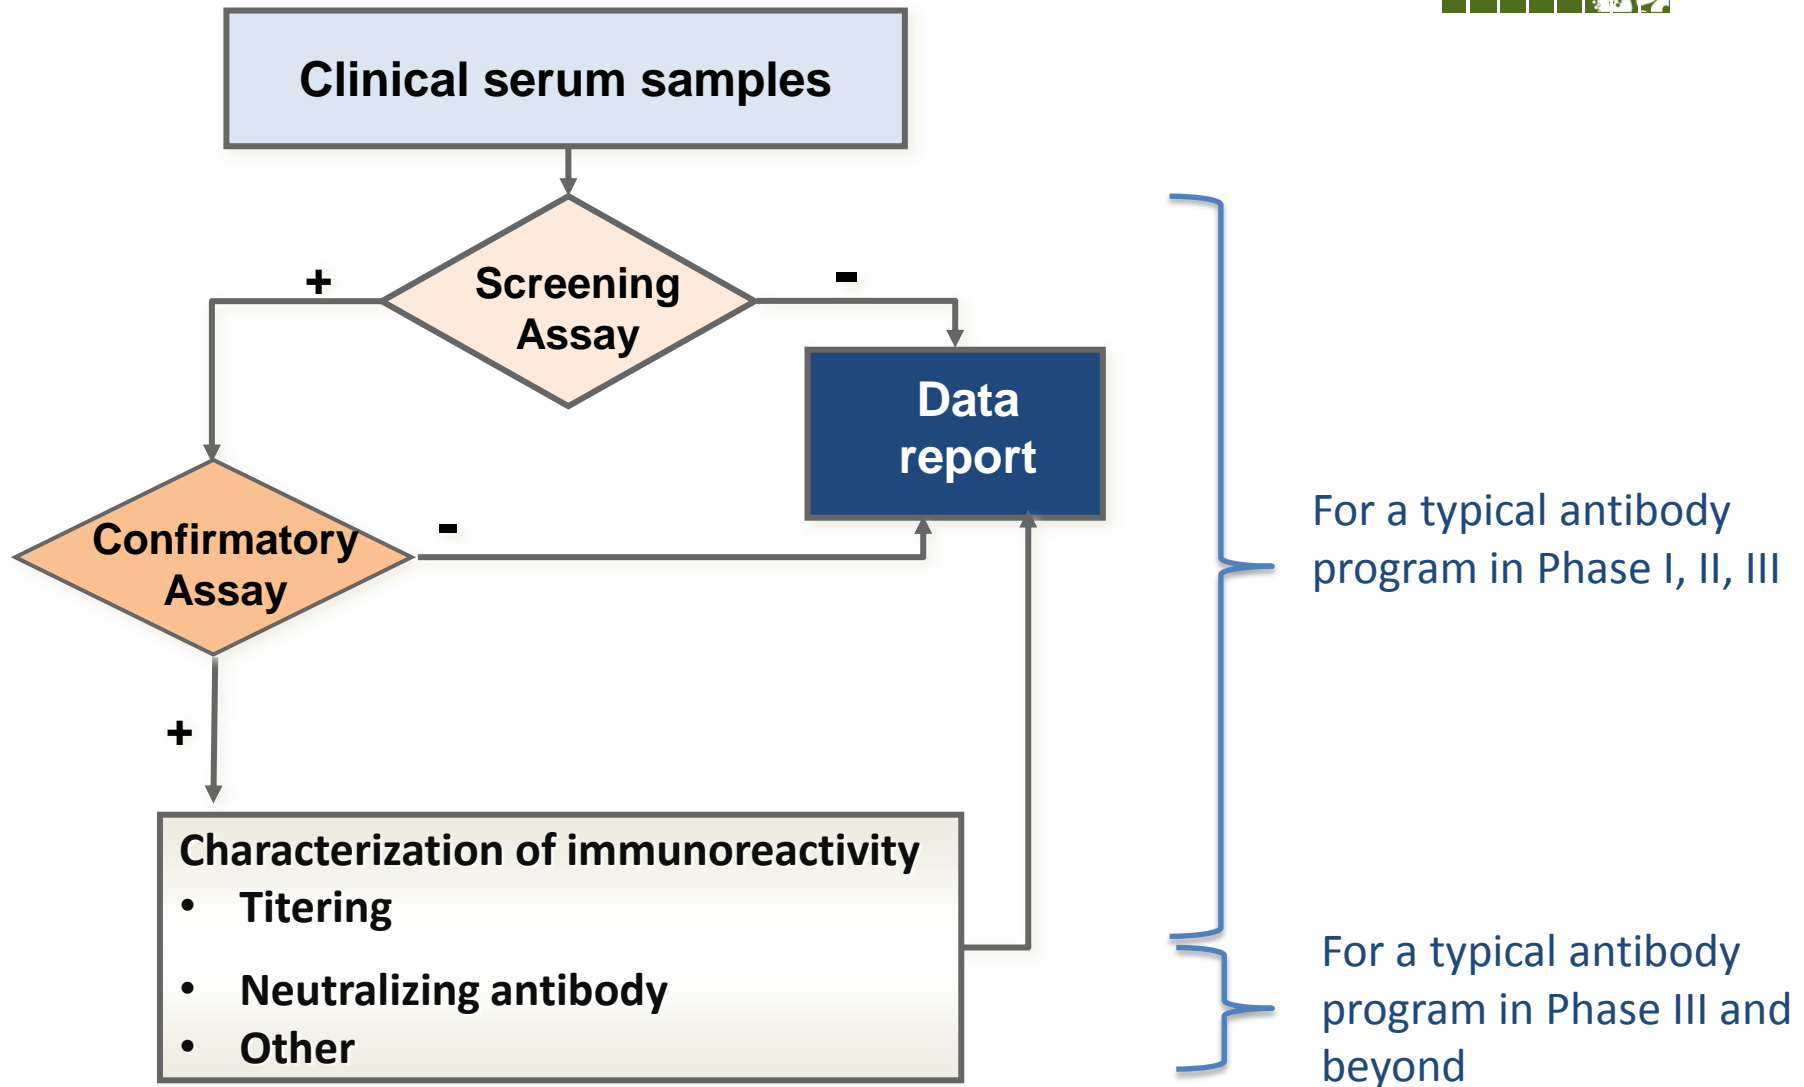 Clinical serum samples
+
-
Screening
Assay
Data
report
Confirmatory
Assay
-
+
Characterization of immunoreactivity
• Titering
• Neutralizing antibody
• Other
For a typical antibody
program in Phase I, II, III
For a typical antibody
program in Phase III and
beyond